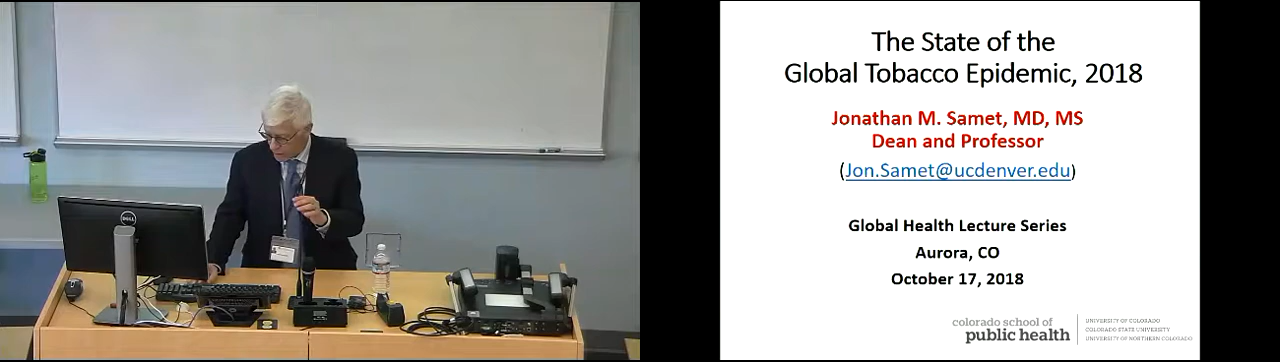 DELL
The State of the
Global Tobacco Epidemic, 2018
Jonathan M. Samet, MD, MS
Dean and Professor
(Jon.Samet@ucdenver.edu)
Global Health Lecture Series
Aurora, CO
October 17, 2018
colorado school of
public health
UNIVERSITY OF COLORADO
COLORADO STATE UNIVERSITY
UNIVERSITY OF NORTHERN COLORADO